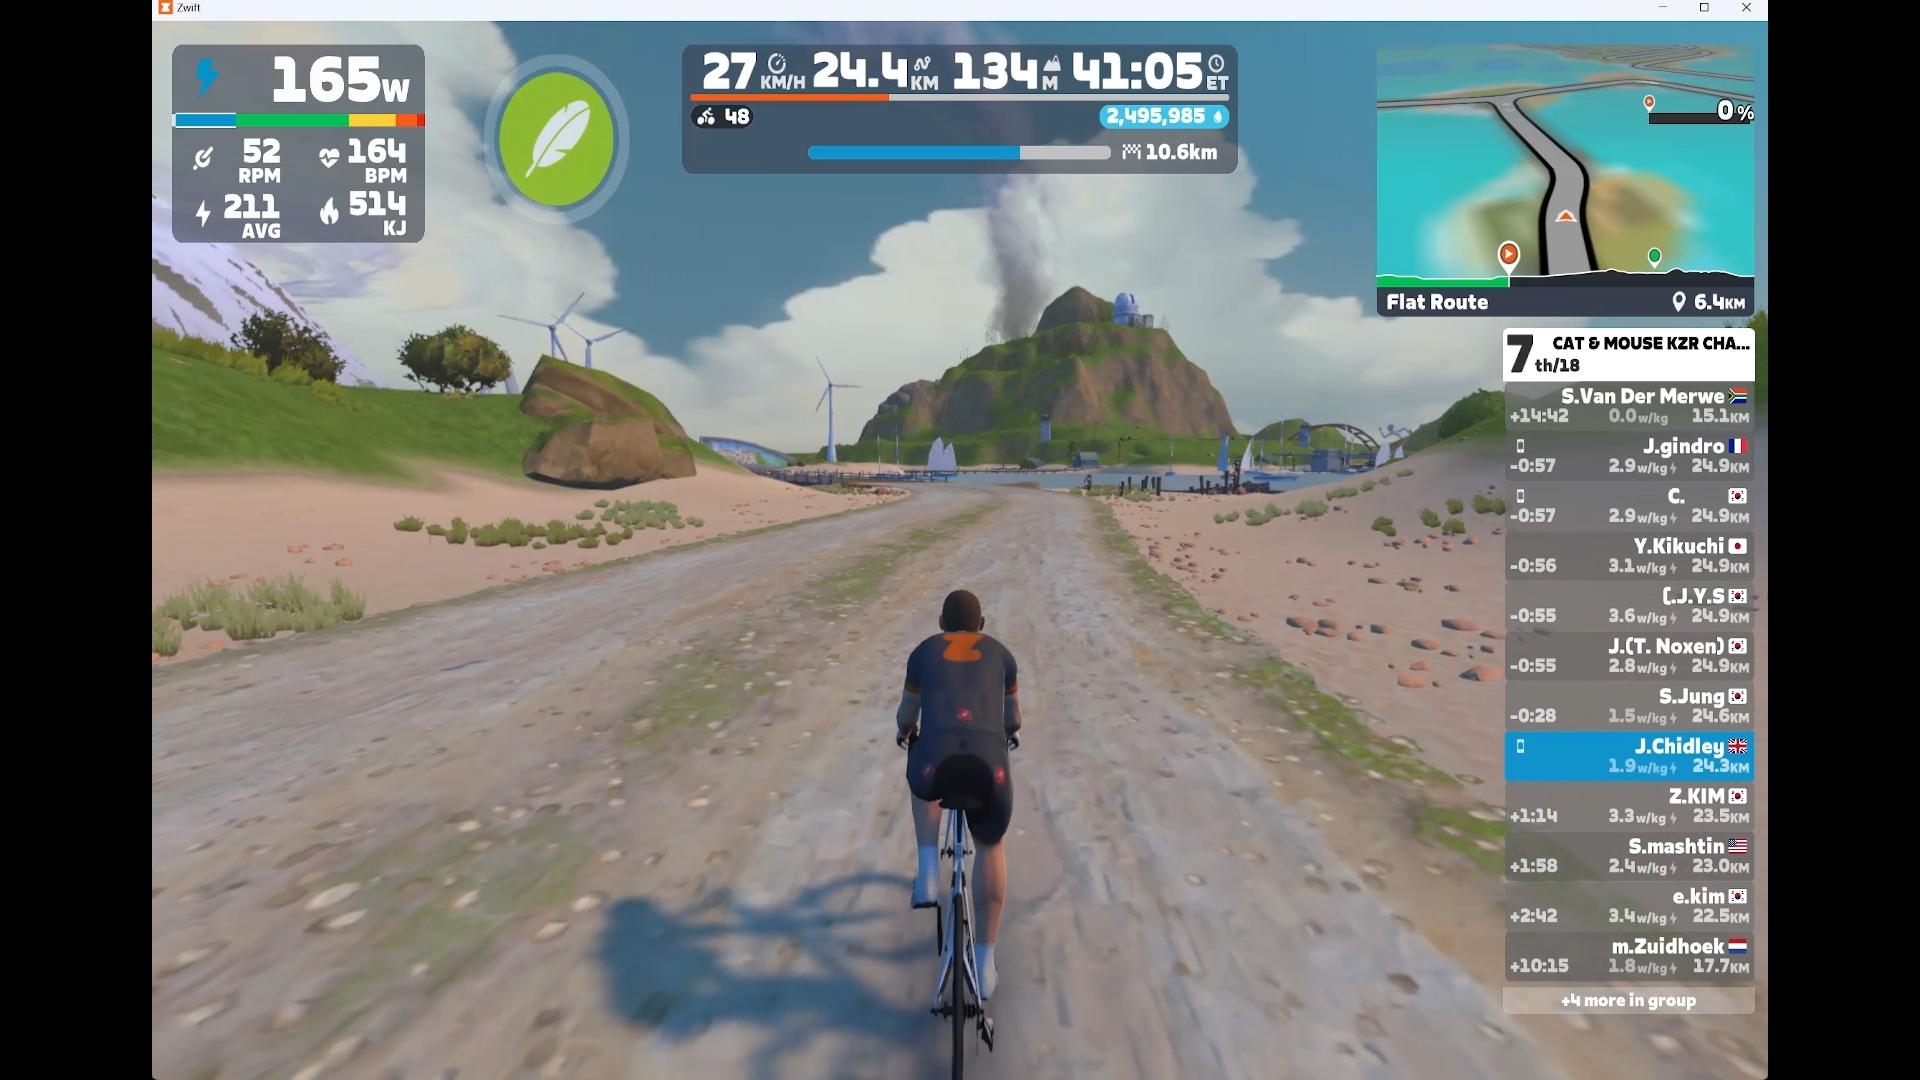 Zwift
165w
52 RPM
164 BPM
211 AVG
514 KJ
27 KM/H 24.4 KM 134 M 41:05 ET
48
2,495,985
10.6km
0%
Flat Route
6.4KM
7th/18
CAT & MOUSE KZR CHA...
S.Van Der Merwe
+14:42 0.0w/kg 15.1KM
J.gindro
-0:57 2.9w/kg 24.9KM
C.
-0:57 2.9w/kg 24.9KM
Y.Kikuchi
-0:56 3.1w/kg 24.9KM
(.J.Y.S
-0:55 3.6w/kg 24.9KM
J.(T. Noxen)
-0:55 2.8w/kg 24.9KM
S.Jung
-0:28 1.5w/kg 24.6KM
J.Chidley
1.9w/kg 24.3KM
Z.KIM
+1:14 3.3w/kg 23.5KM
S.mashtin
+1:58 2.4w/kg 23.0KM
e.kim
+2:42 3.4w/kg 22.5KM
m.Zuidhoek
+10:15 1.8w/kg 17.7KM
+4 more in group